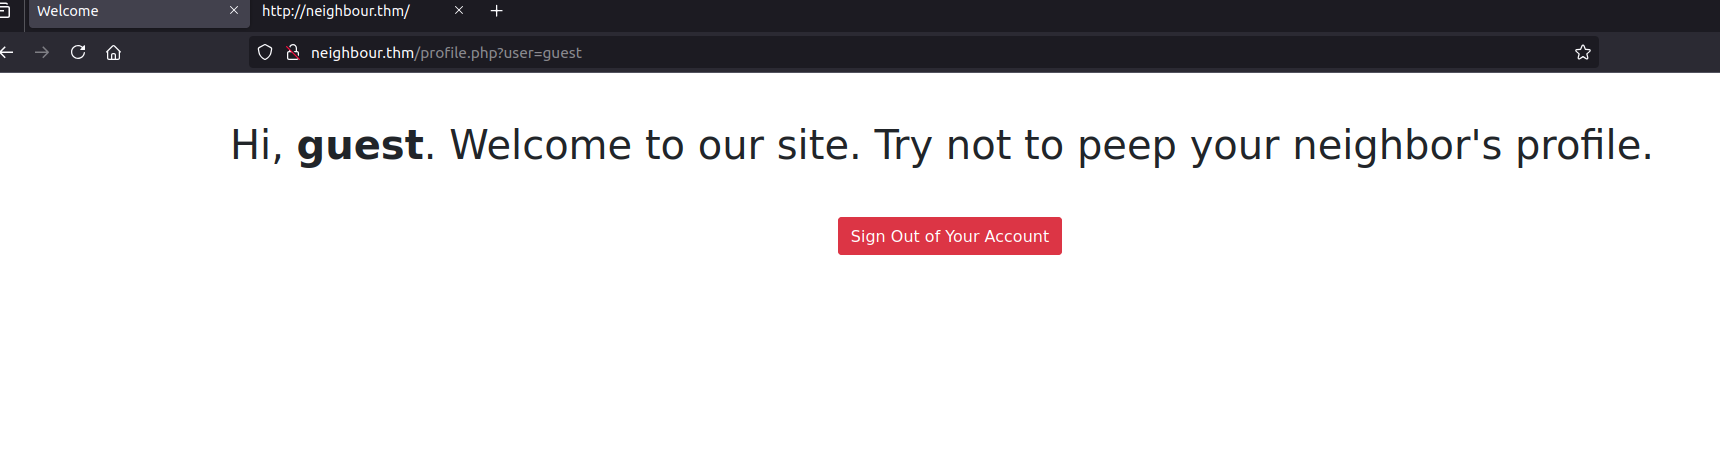 Welcome http://neighbour.thm/
neighbour.thm/profile.php?user=guest
Hi, guest. Welcome to our site. Try not to peep your neighbor's profile.
Sign Out of Your Account